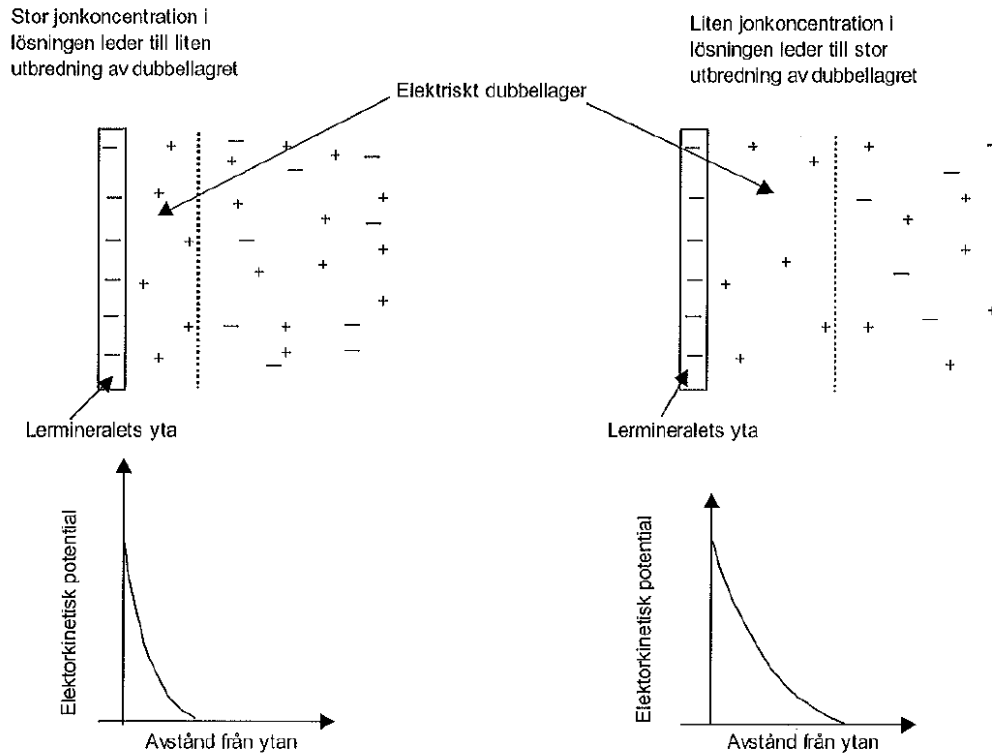 Stor jonkoncentration i
lösningen leder till liten
utbredning av dubbellagret
Liten jonkoncentration i
lösningen leder till stor
utbredning av dubbellagret
Elektriskt dubbellager
Lermineralets yta
Lermineralets yta
Elektorkinetisk potential
Avstånd från ytan
Elektorkinetisk potential
Avstånd från ytan